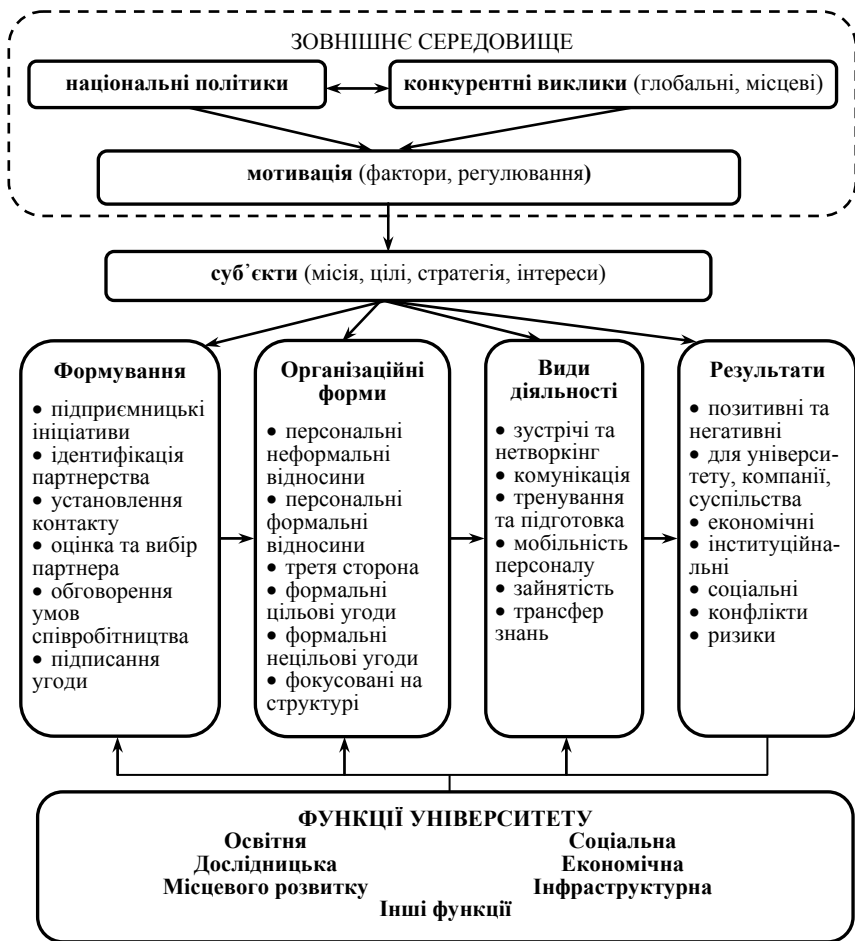 ЗОВНІШНЄ СЕРЕДОВИЩЕ
національні політики
конкурентні виклики (глобальні, місцеві)
мотивація (фактори, регулювання)
суб᾿єкти (місія, цілі, стратегія, інтереси)
Формування
• підприємницькі
ініціативи
• ідентифікація
партнерства
• установлення
контакту
• оцінка та вибір
партнера
• обговорення
умов
співробітництва
• підписання
угоди
Організаційні
форми
• персональні
неформальні
відносини
• персональні
формальні
відносини
• третя сторона
• формальні
цільові угоди
• формальні
нецільові угоди
• фокусовані на
структурі
Види
діяльності
• зустрічі та
нетворкінг
• комунікація
• тренування
та підготовка
• мобільність
персоналу
• зайнятість
• трансфер
знань
Результати
• позитивні та
негативні
• для універси-
тету, компанії,
суспільства
• економічні
• інституційна-
льні
• соціальні
• конфлікти
• ризики
ФУНКЦІЇ УНІВЕРСИТЕТУ
Освітня Соціальна
Дослідницька Економічна
Місцевого розвитку Інфраструктурна
Інші функції